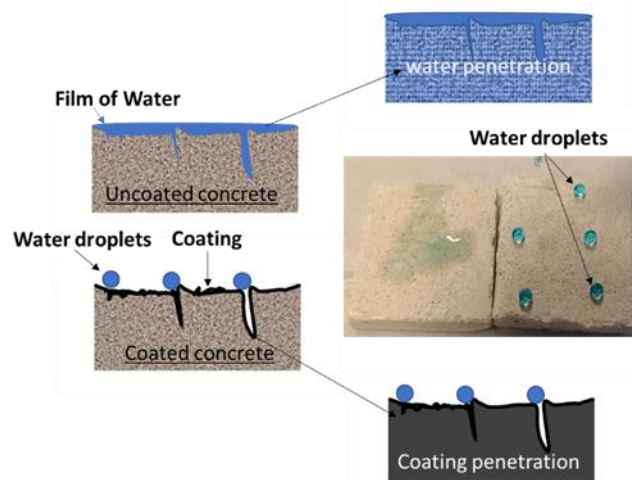 water penetration
Film of Water
Uncoated concrete
Water droplets
Water droplets
Coating
Coated concrete
Coating penetration